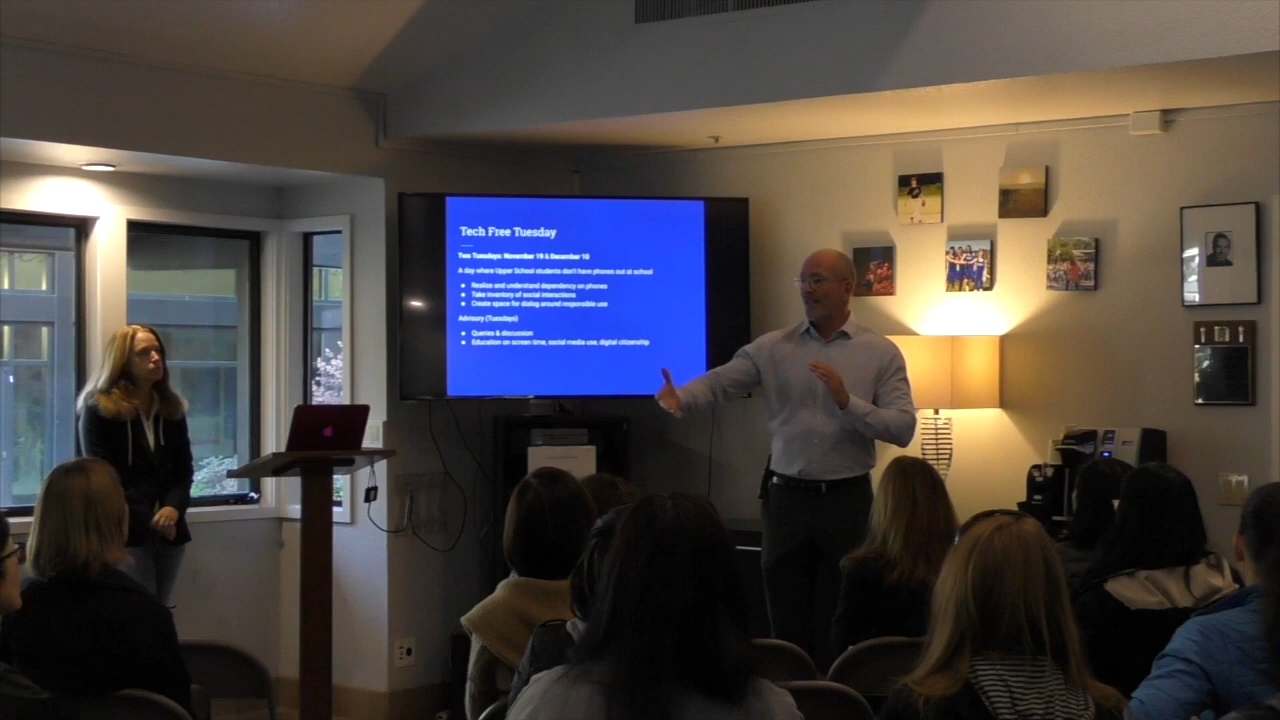 Tech Free Tuesday
Two Tuesdays: November 19 & December 10
A day where Upper School students don't have phones out at school
● Realize and understand dependency on phones
● Take inventory of social interactions
● Create space for dialog around responsible use
Advisory (Tuesdays)
● Queries & discussion
● Education on screen time, social media use, digital citizenship